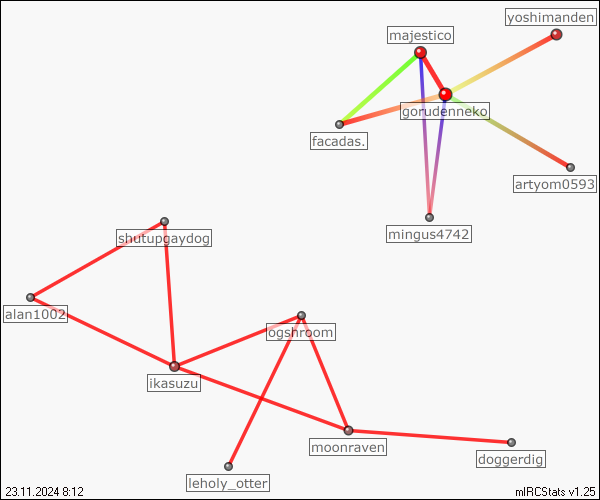 yoshimanden
majestico
gorudenneko
facadas.
artyom0593
mingus4742
shutupgaydog
alan1002
ogshroom
ikasuzu
moonraven
doggerdig
leholy_otter
23.11.2024 8:12
mIRCStats v1.25